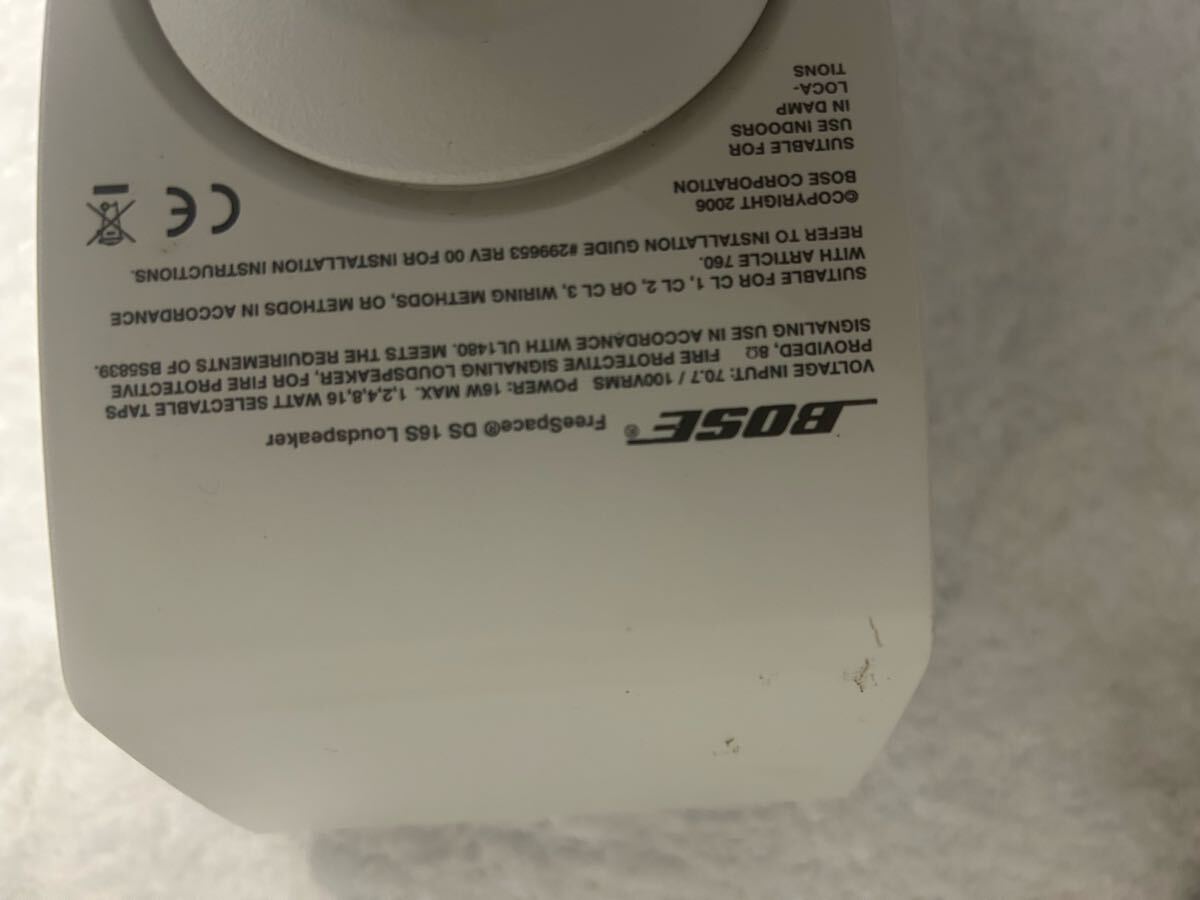 BOSE® FreeSpace® DS 16S Loudspeaker
VOLTAGE INPUT: 70.7 / 100VRMS POWER: 16W MAX. 1,2,4,8,16 WATT SELECTABLE TAPS
PROVIDED, 8Ω FIRE PROTECTIVE SIGNALING LOUDSPEAKER, FOR FIRE PROTECTIVE
SIGNALING USE IN ACCORDANCE WITH UL1480. MEETS THE REQUIREMENTS OF BS5839.
SUITABLE FOR CL 1, CL 2, OR CL 3, WIRING METHODS, OR METHODS IN ACCORDANCE
WITH ARTICLE 760.
REFER TO INSTALLATION GUIDE #299653 REV 00 FOR INSTALLATION INSTRUCTIONS.
©COPYRIGHT 2006
BOSE CORPORATION
CE
SUITABLE FOR
USE INDOORS
IN DAMP
LOCA-
TIONS